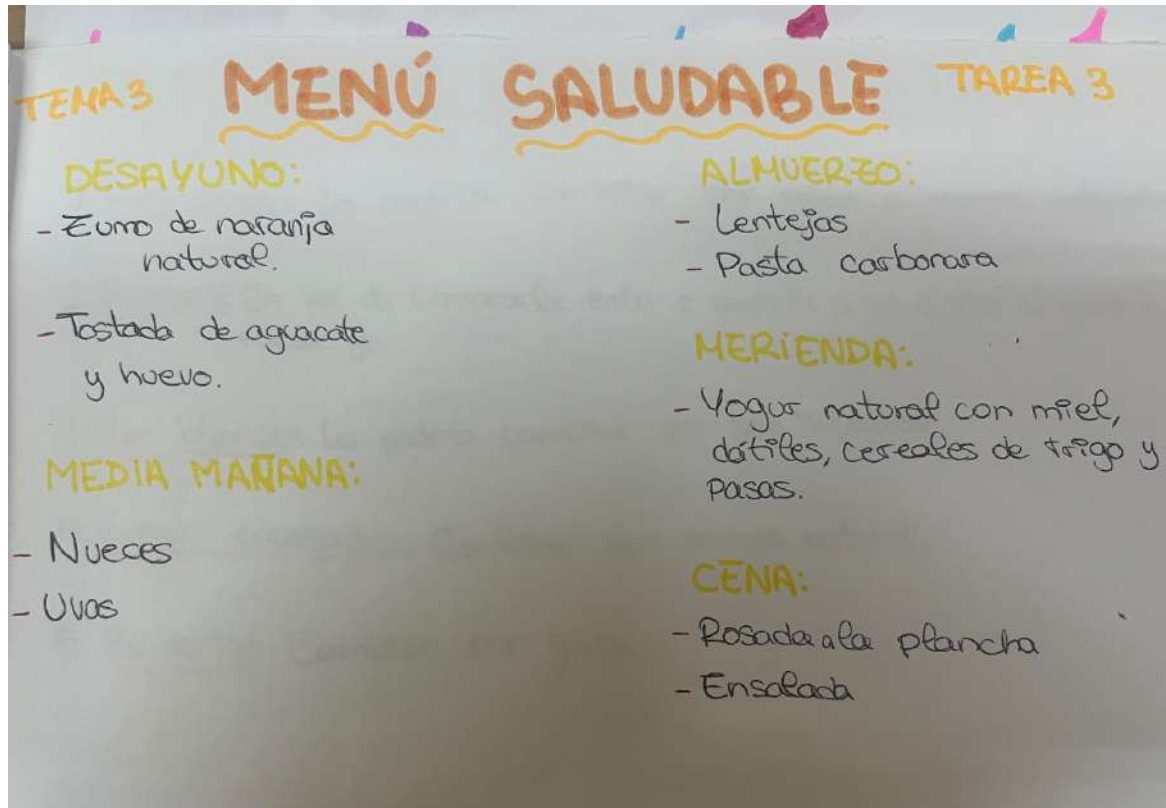 TEMA 3 MENÚ SALUDABLE TAREA 3
DESAYUNO:
- Zumo de naranja
natural.
- Tostada de aguacate
y huevo.
MEDIA MAÑANA:
- Nueces
- Uvas
ALMUERZO:
- Lentejas
- Pasta carbonara
MERIENDA:
- Yogur natural con miel,
dátiles, cereales de trigo y
pasas.
CENA:
- Rosada a la plancha
- Ensalada